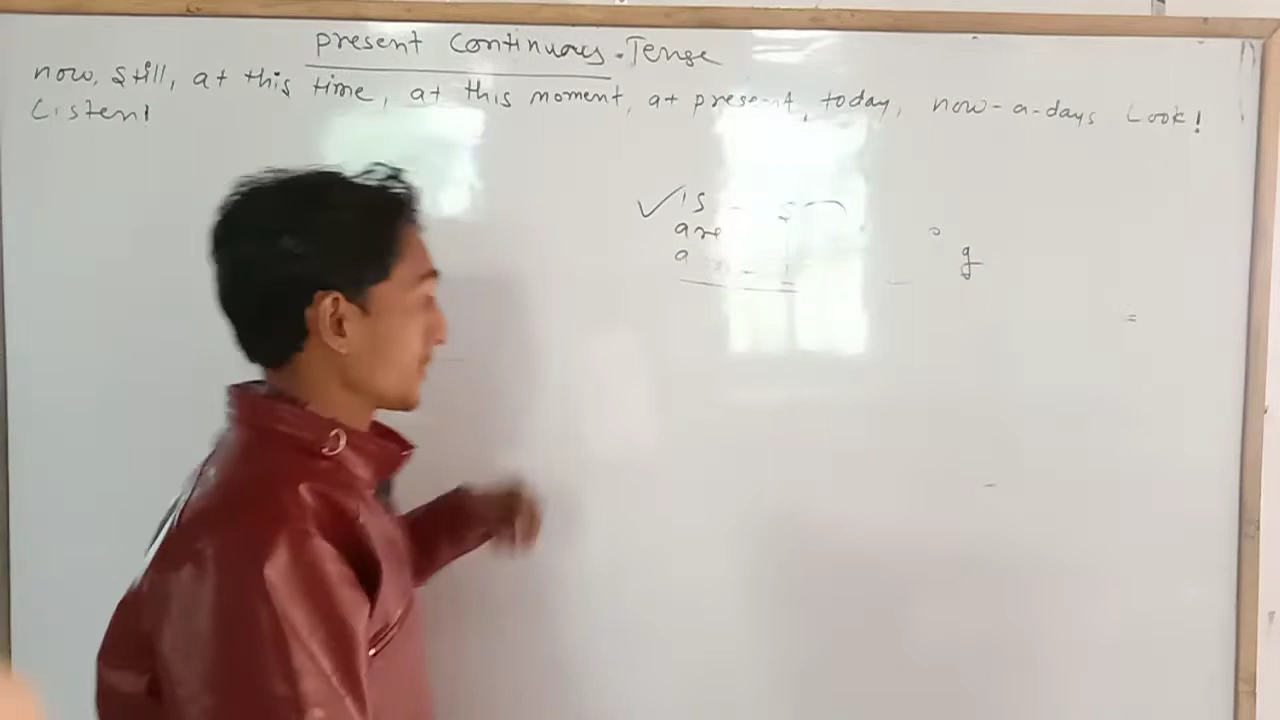 present Continuous Tense
now, still, at this time, at this moment, at present, today, now-a-days Look!
Listen!
is
are
a
g